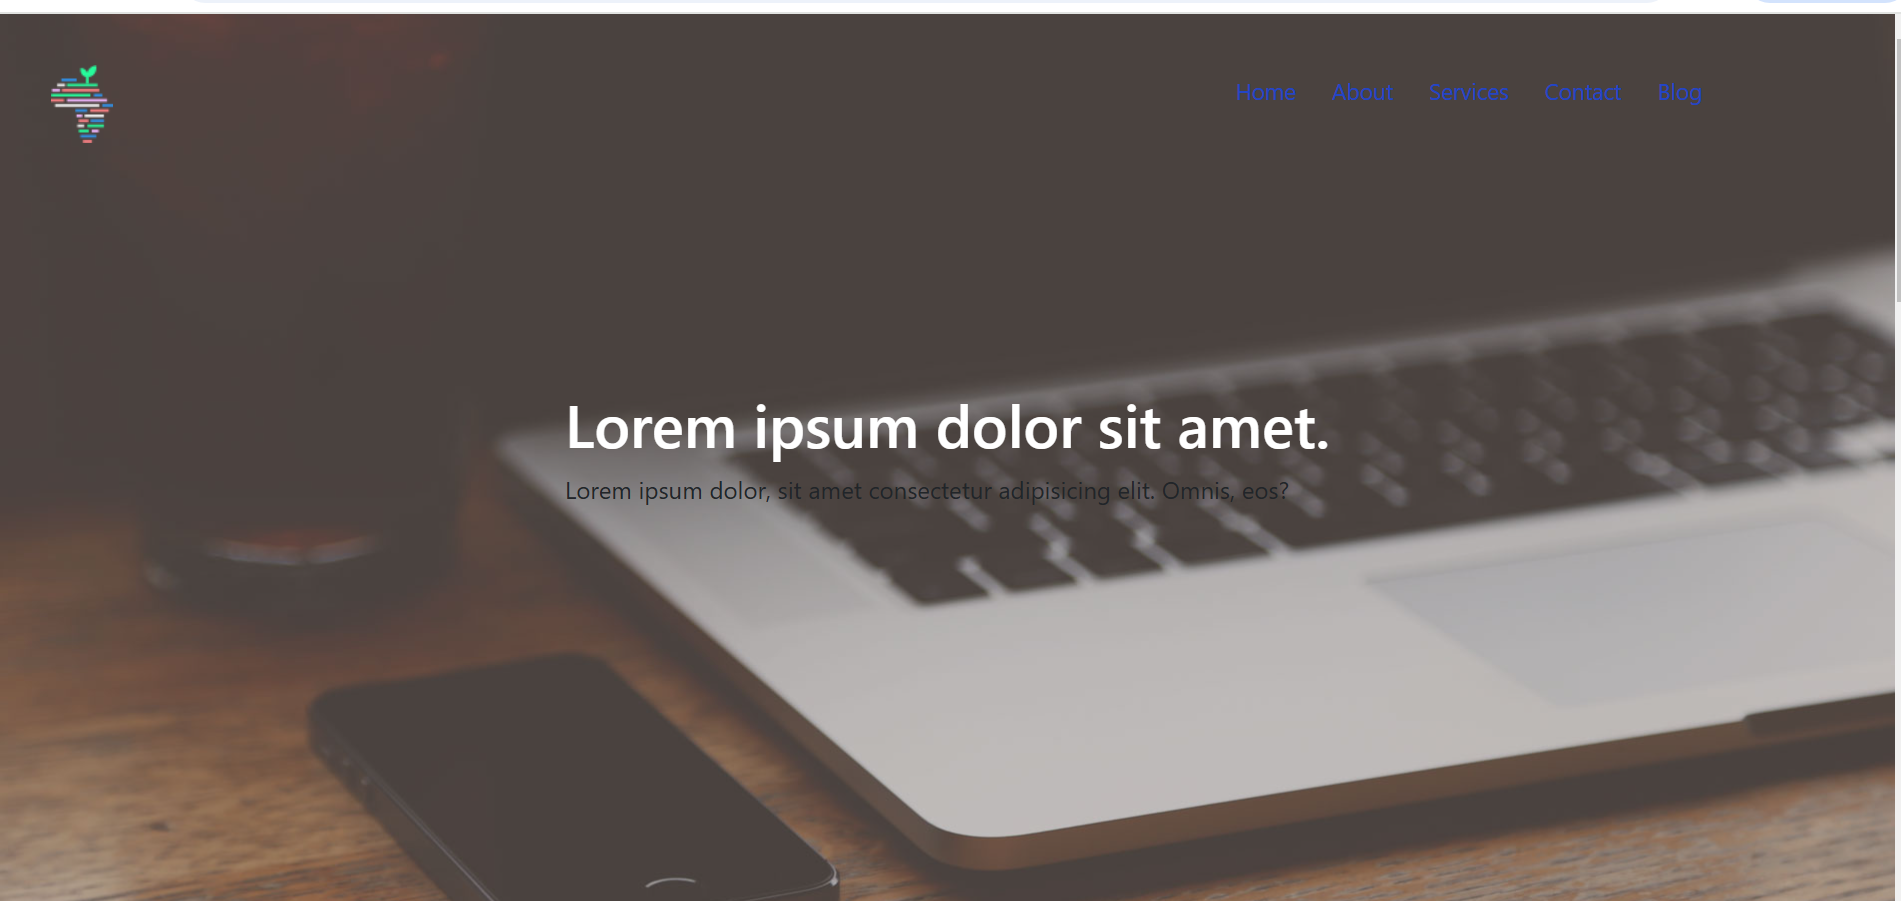 Home About Services Contact Blog
Lorem ipsum dolor sit amet.
Lorem ipsum dolor, sit amet consectetur adipisicing elit. Omnis, eos?